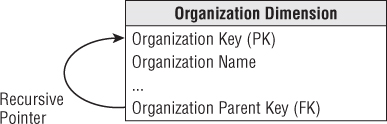 Organization Dimension
Organization Key (PK)
Organization Name
...
Organization Parent Key (FK)
Recursive
Pointer